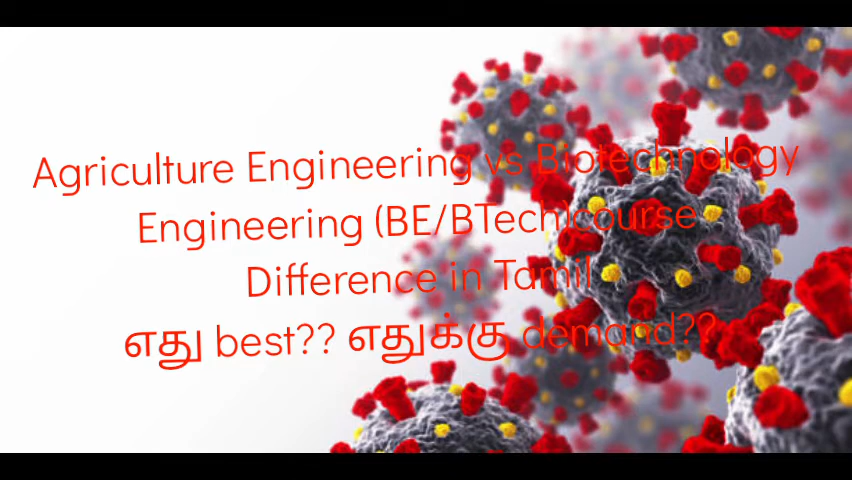 Agriculture Engineering vs Biotechnology
Engineering (BE/BTech)course
Difference in Tamil
எது best?? எதுக்கு demand??